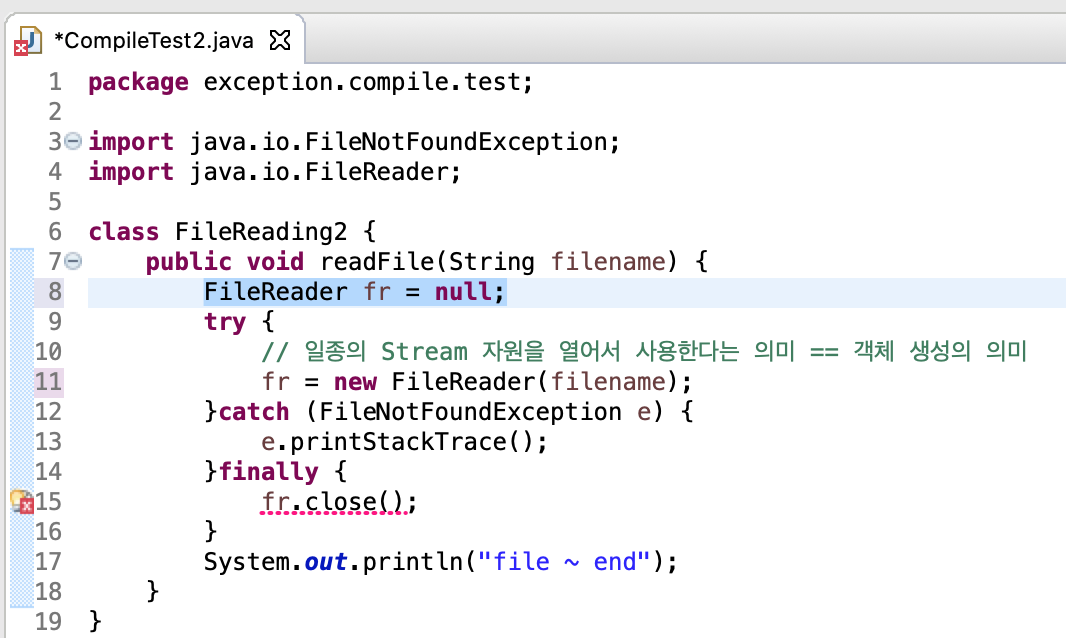 *CompileTest2.java
1 package exception.compile.test;
2
3 import java.io.FileNotFoundException;
4 import java.io.FileReader;
5
6 class FileReading2 {
7     public void readFile(String filename) {
8         FileReader fr = null;
9         try {
10             // 일종의 Stream 자원을 열어서 사용한다는 의미 == 객체 생성의 의미
11             fr = new FileReader(filename);
12         }catch (FileNotFoundException e) {
13             e.printStackTrace();
14         }finally {
15             fr.close();
16         }
17         System.out.println("file ~ end");
18     }
19 }